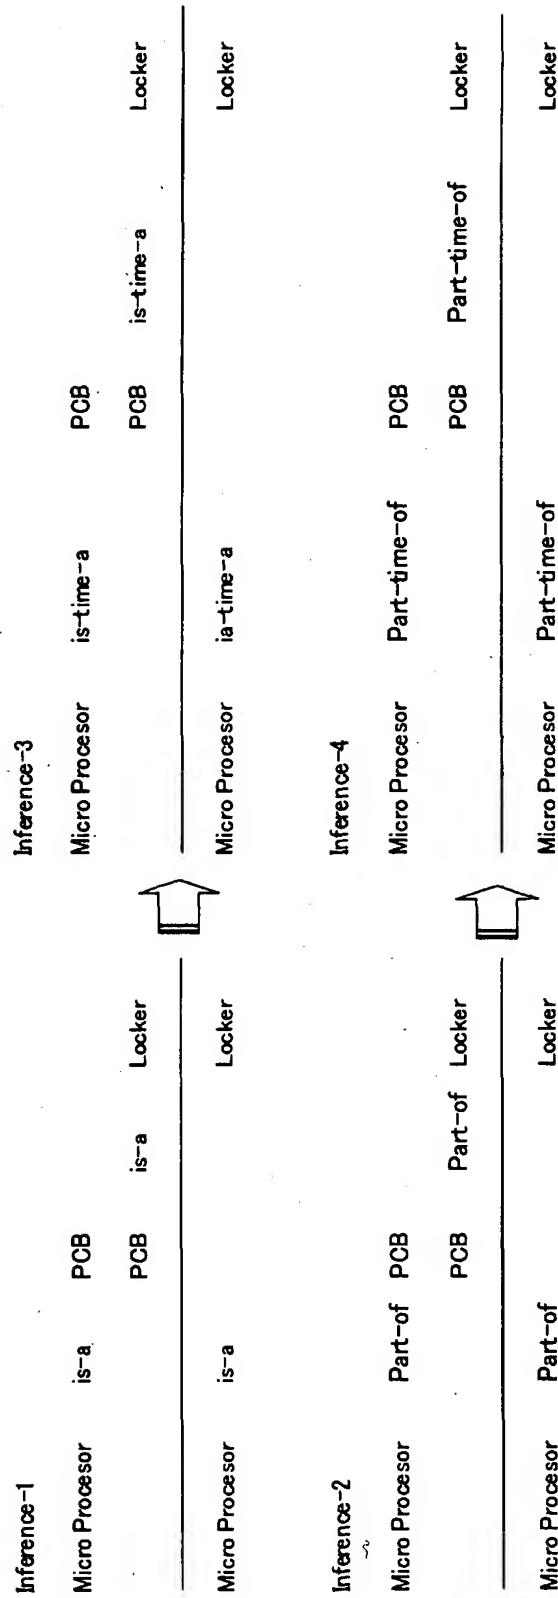 Inference-1
Micro Procesor is-a PCB
PCB is-a Locker
Micro Procesor is-a Locker
Inference-3
Micro Procesor is-time-a PCB
PCB is-time-a Locker
Micro Procesor ia-time-a Locker
Inference-2
Micro Procesor Part-of PCB
PCB Part-of Locker
Micro Procesor Part-of Locker
Inference-4
Micro Procesor Part-time-of PCB
PCB Part-time-of Locker
Micro Procesor Part-time-of Locker